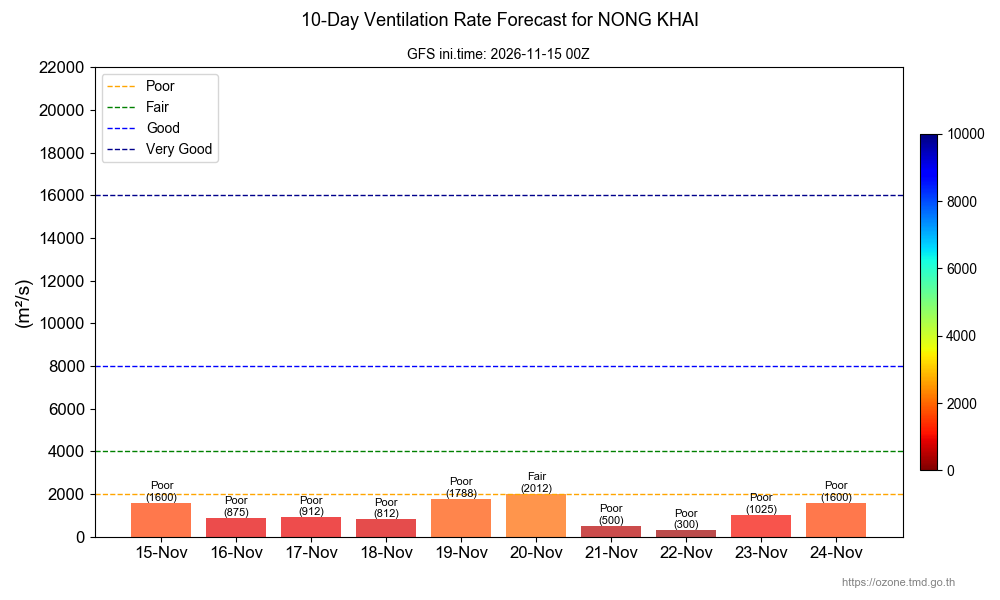 10-Day Ventilation Rate Forecast for NONG KHAI
GFS ini.time: 2026-11-15 00Z
22000
20000
18000
16000
14000
12000
10000
8000
6000
4000
2000
0
(m²/s)
Poor
Fair
Good
Very Good
Poor
(1600)
Poor
(875)
Poor
(912)
Poor
(812)
Poor
(1788)
Fair
(2012)
Poor
(500)
Poor
(300)
Poor
(1025)
Poor
(1600)
15-Nov
16-Nov
17-Nov
18-Nov
19-Nov
20-Nov
21-Nov
22-Nov
23-Nov
24-Nov
10000
8000
6000
4000
2000
0
https://ozone.tmd.go.th